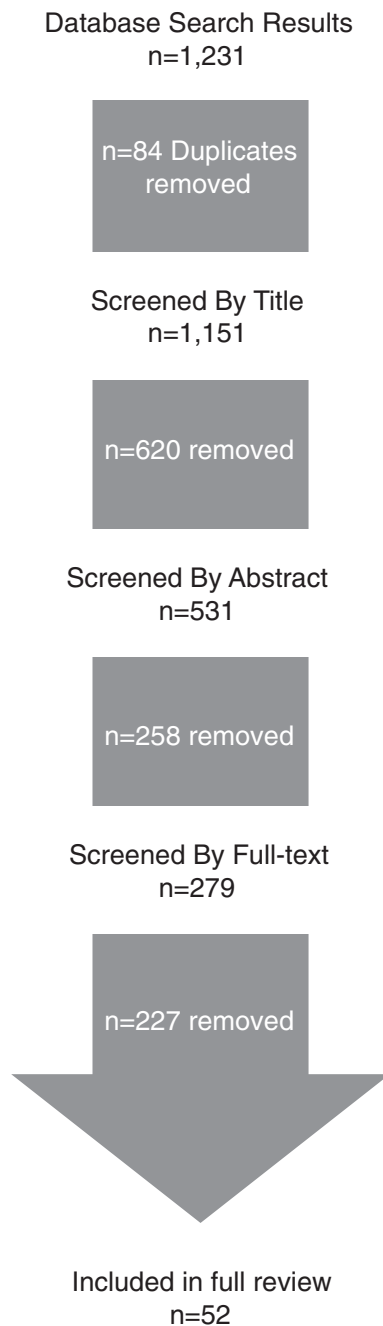 Database Search Results
n=1,231
n=84 Duplicates
removed
Screened By Title
n=1,151
n=620 removed
Screened By Abstract
n=531
n=258 removed
Screened By Full-text
n=279
n=227 removed
Included in full review
n=52